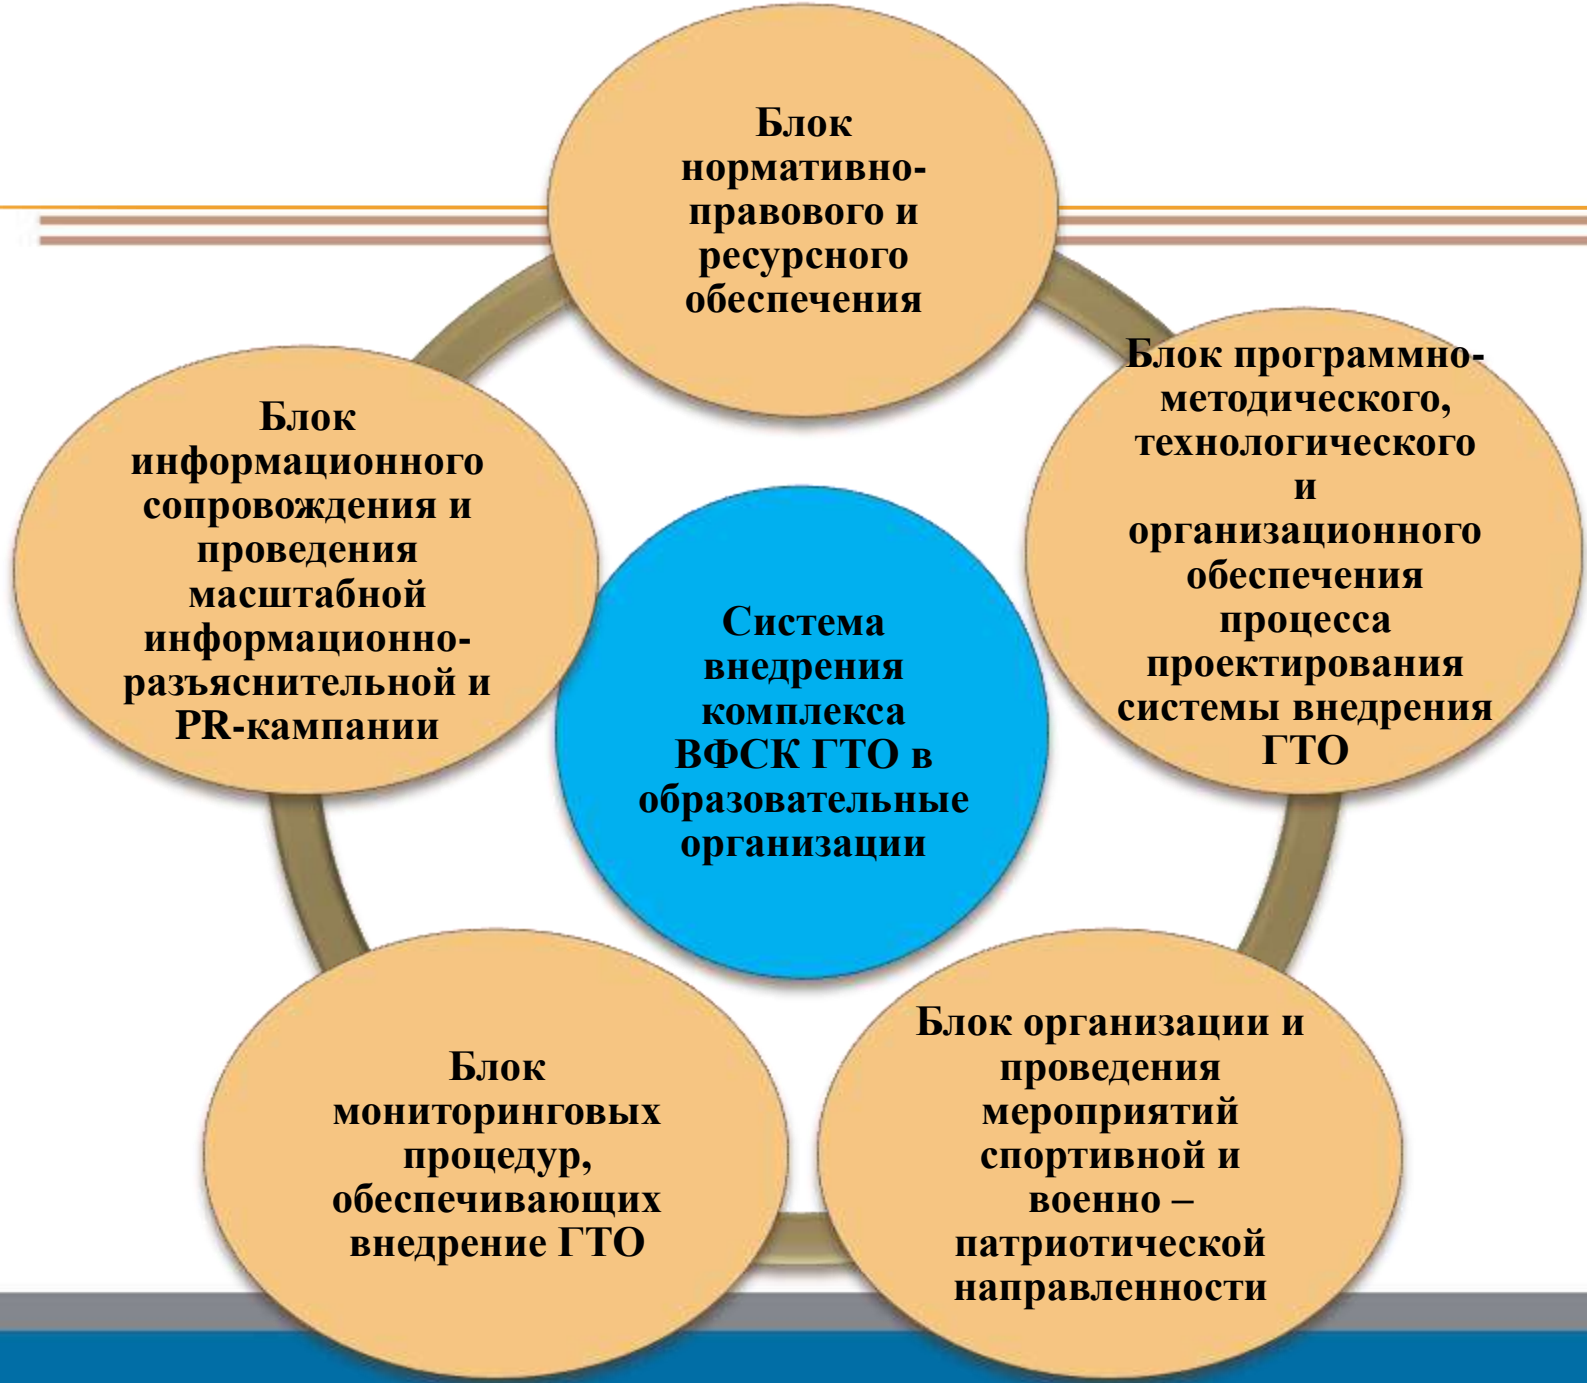 Блок
нормативно-
правового и
ресурсного
обеспечения
Блок программно-
методического,
технологического
и
организационного
обеспечения
процесса
проектирования
системы внедрения
ГТО
Блок
информационного
сопровождения и
проведения
масштабной
информационно-
разъяснительной и
PR-кампании
Система
внедрения
комплекса
ВФСК ГТО в
образовательные
организации
Блок организации и
проведения
мероприятий
спортивной и
военно –
патриотической
направленности
Блок
мониторинговых
процедур,
обеспечивающих
внедрение ГТО